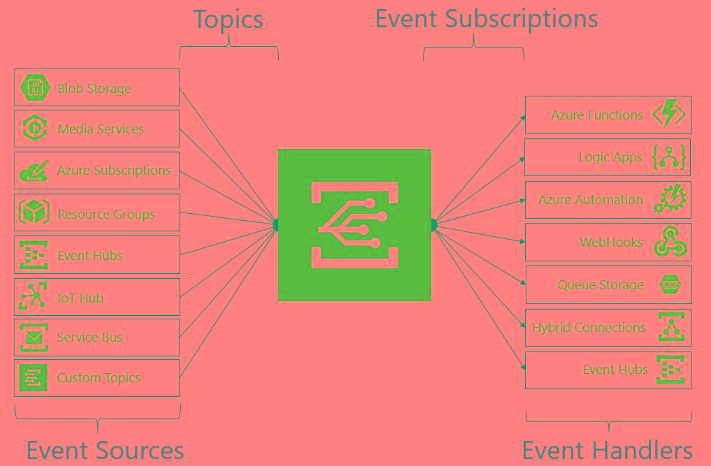 Topics
Event Subscriptions
Blob Storage
Media Services
Azure Subscriptions
Resource Groups
Event Hubs
IoT Hub
Service Bus
Custom Topics
Event Sources
Azure Functions
Logic Apps
Azure Automation
WebHooks
Queue Storage
Hybrid Connections
Event Hubs
Event Handlers